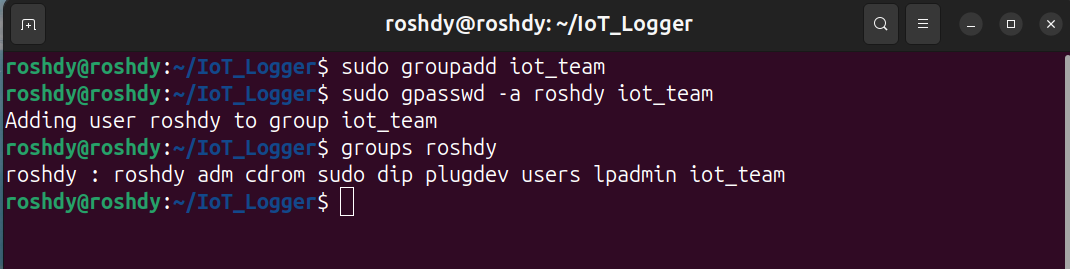 roshdy@roshdy: ~/IoT_Logger
roshdy@roshdy:~/IoT_Logger$ sudo groupadd iot_team
roshdy@roshdy:~/IoT_Logger$ sudo gpasswd -a roshdy iot_team
Adding user roshdy to group iot_team
roshdy@roshdy:~/IoT_Logger$ groups roshdy
roshdy : roshdy adm cdrom sudo dip plugdev users lpadmin iot_team
roshdy@roshdy:~/IoT_Logger$